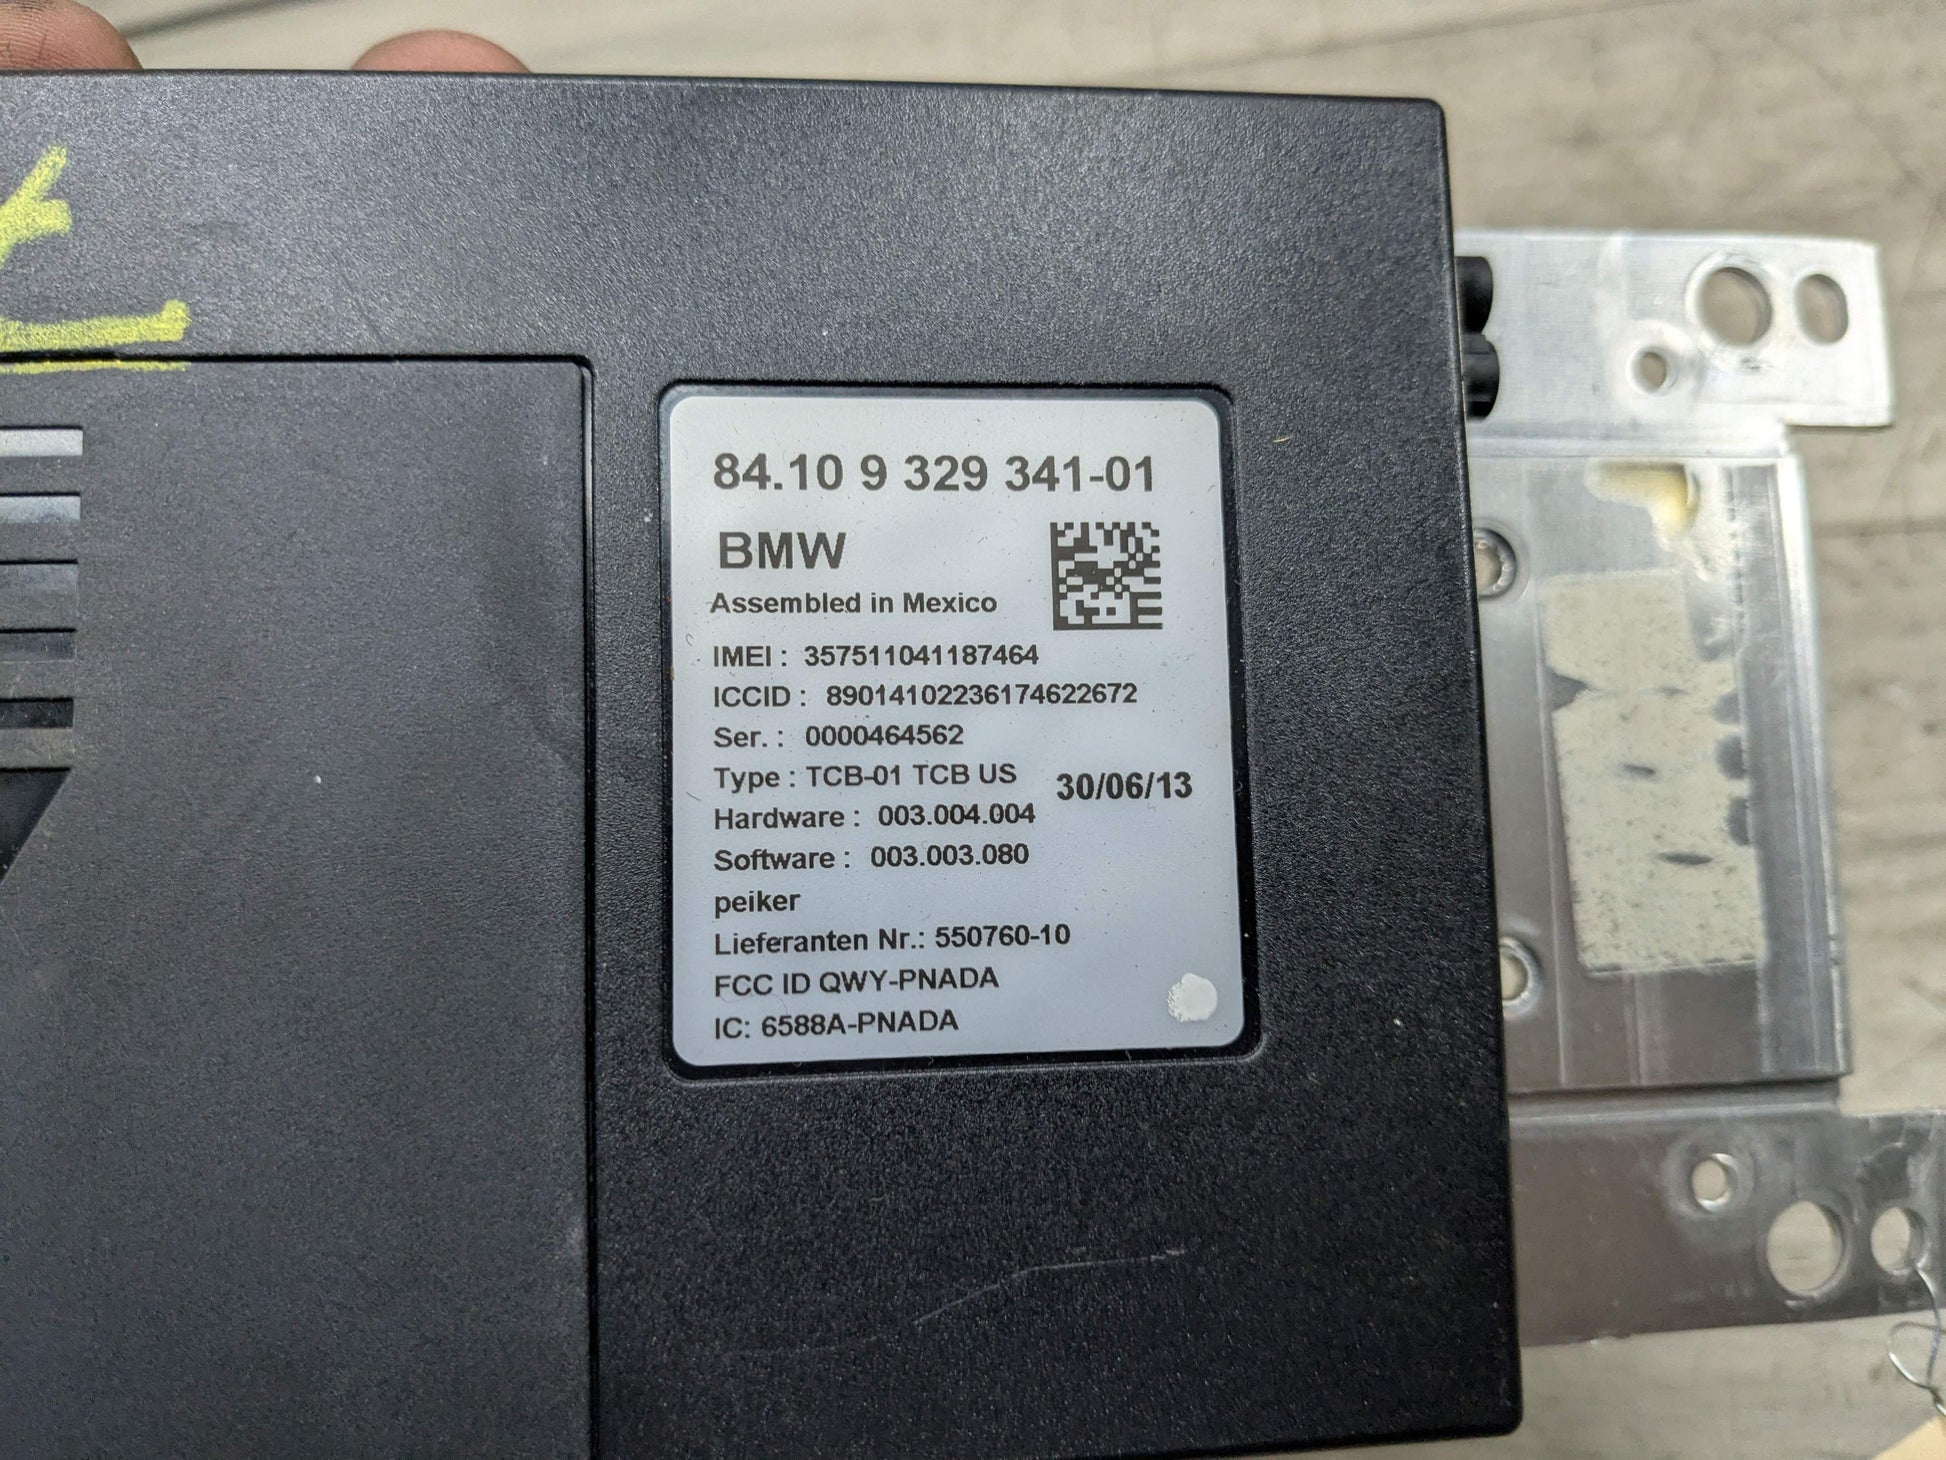 84.10 9 329 341-01
BMW
Assembled in Mexico
IMEI : 357511041187464
ICCID : 89014102236174622672
Ser. : 0000464562
Type : TCB-01 TCB US
30/06/13
Hardware : 003.004.004
Software : 003.003.080
peiker
Lieferanten Nr.: 550760-10
FCC ID QWY-PNADA
IC: 6588A-PNADA